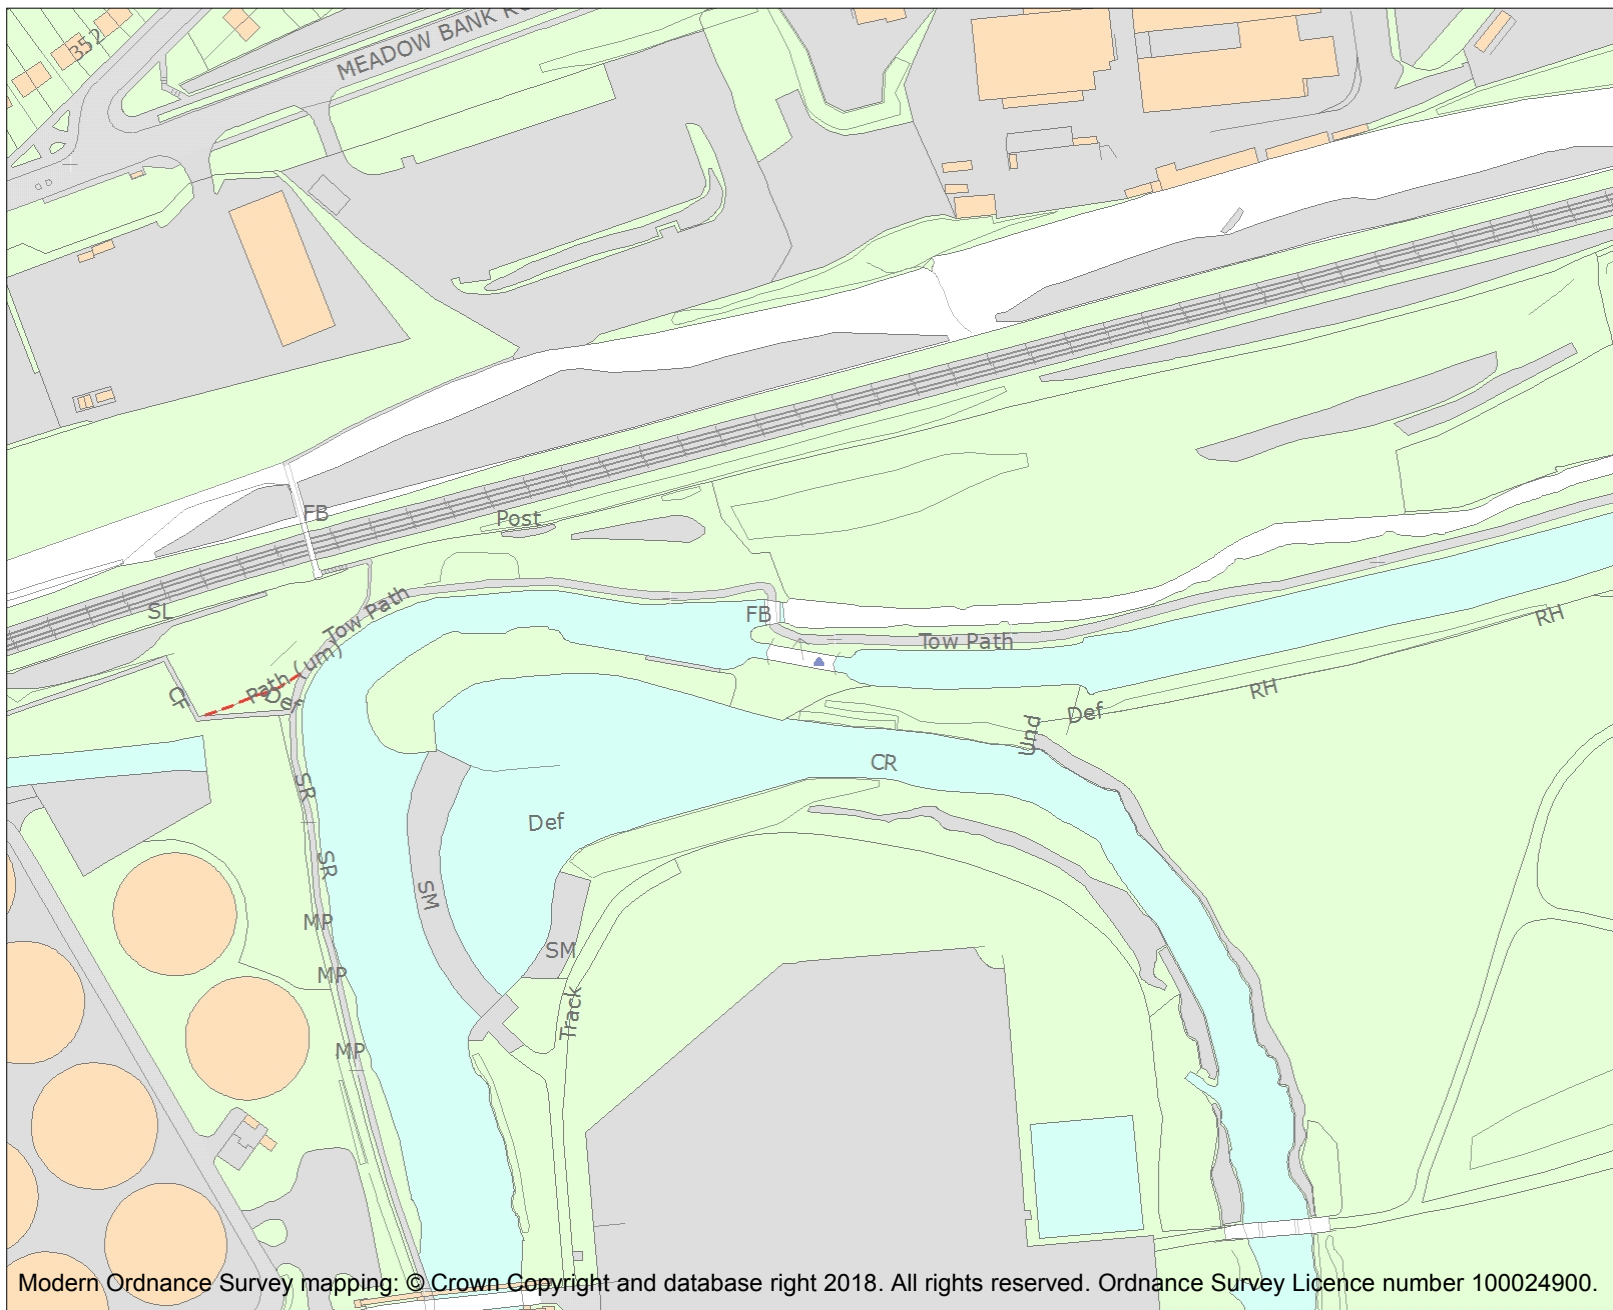 352
MEADOW BANK
FB
Post
SL
Tow Path
FB
Tow Path
RH
Path (um)
CF
Def
RH
Def
Und
CR
SR
Def
SR
SM
MP
SM
MP
Track
MP
Modern Ordnance Survey mapping: © Crown Copyright and database right 2018. All rights reserved. Ordnance Survey Licence number 100024900.